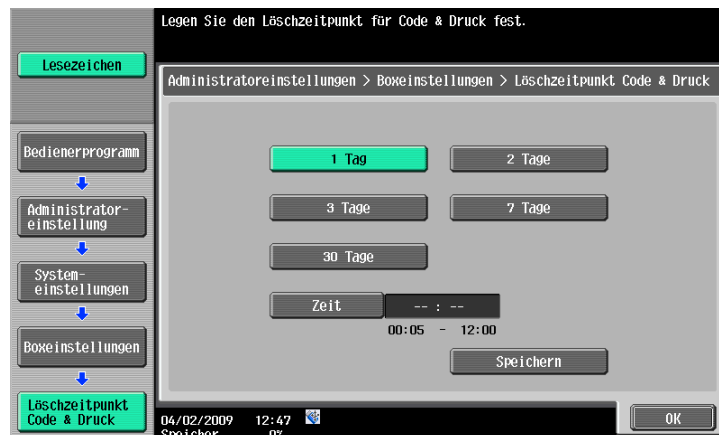 Legen Sie den Löschzeitpunkt für Code & Druck fest.
Lesezeichen
Administratoreinstellungen > Boxeinstellungen > Löschzeitpunkt Code & Druck
Bedienerprogramm
Administrator-
einstellung
System-
einstellungen
Boxeinstellungen
Löschzeitpunkt
Code & Druck
1 Tag
2 Tage
3 Tage
7 Tage
30 Tage
Zeit -- : --
00:05 - 12:00
Speichern
04/02/2009 12:47
Speicher 0%
OK